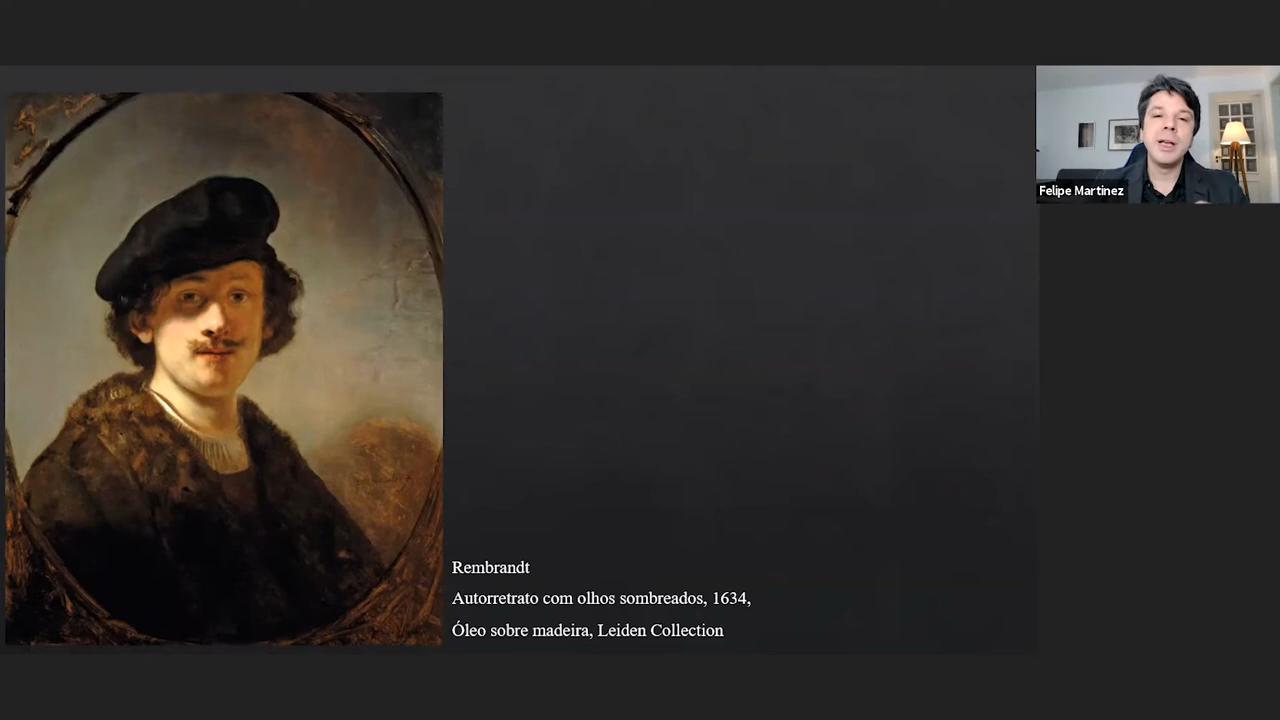 Felipe Martinez
Rembrandt
Autorretrato com olhos sombreados, 1634,
Óleo sobre madeira, Leiden Collection